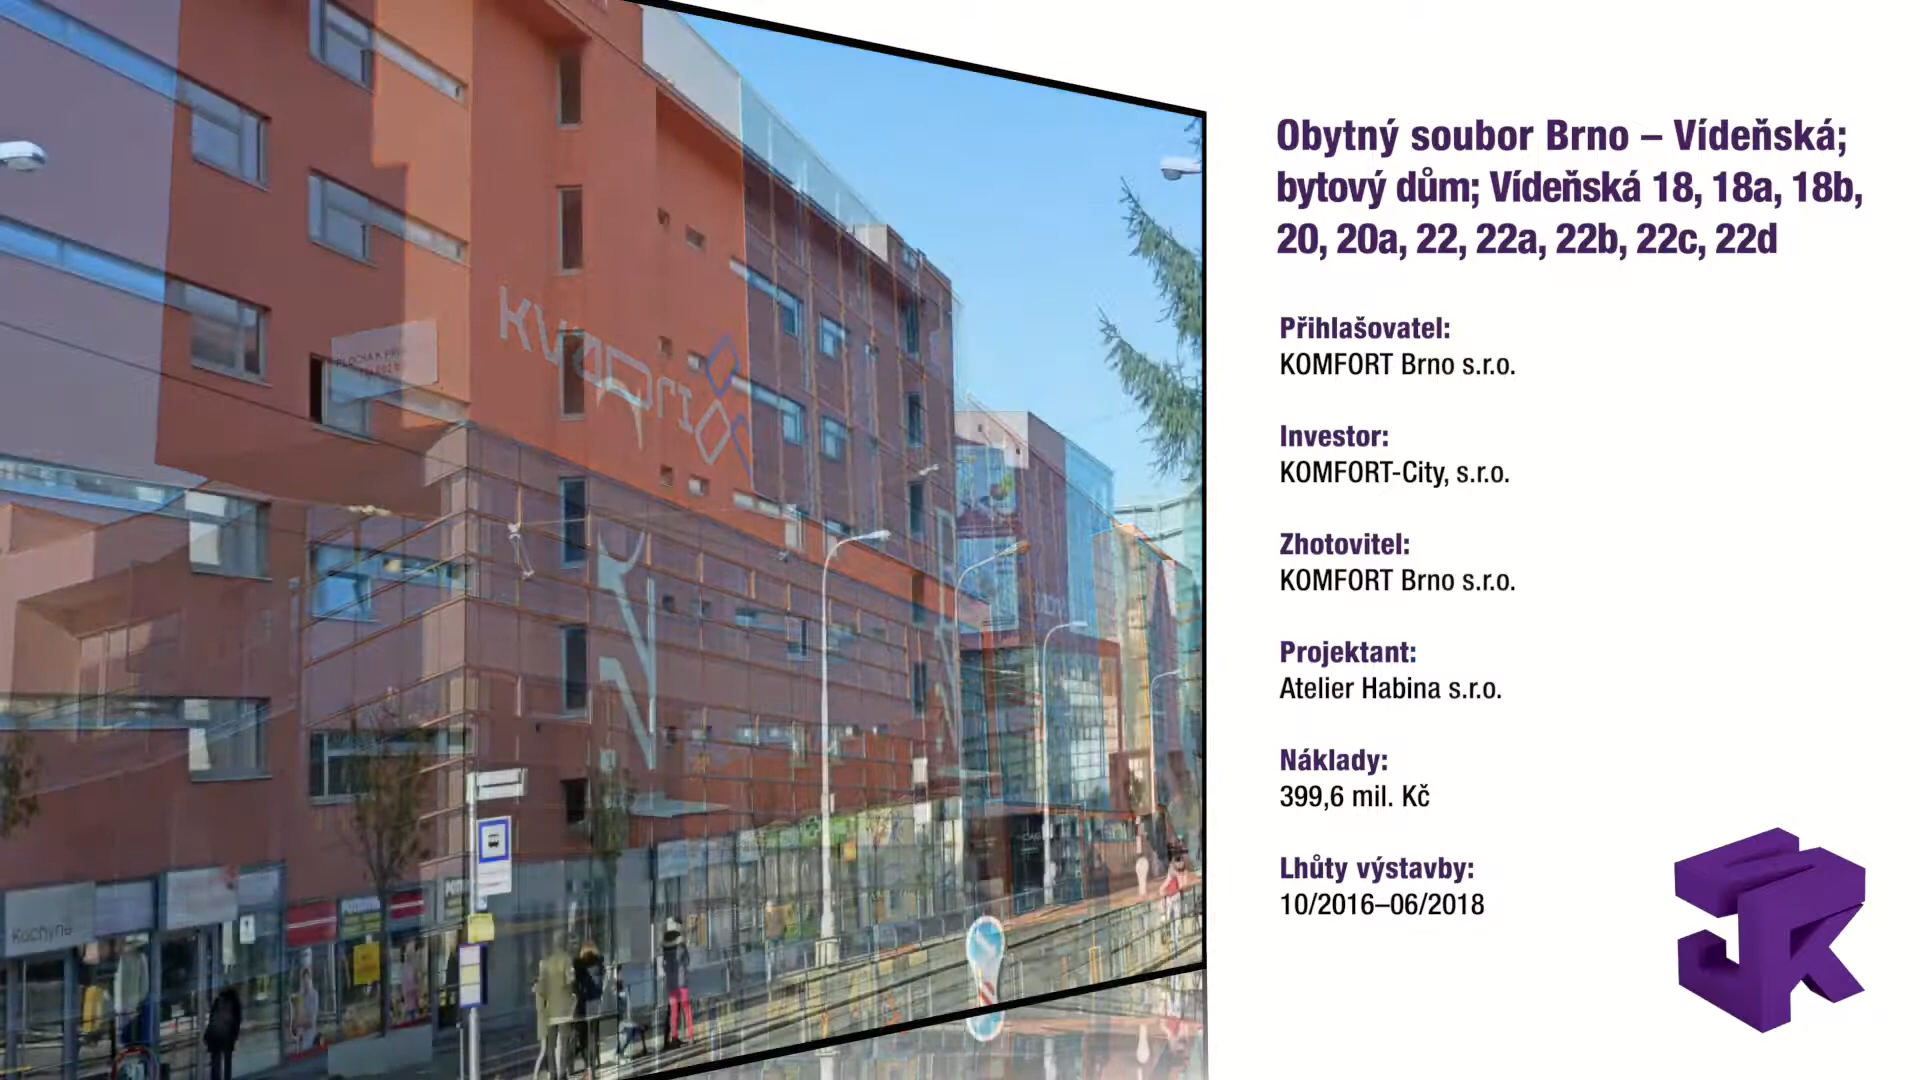 Obytný soubor Brno – Vídeňská;
bytový dům; Vídeňská 18, 18a, 18b,
20, 20a, 22, 22a, 22b, 22c, 22d
Přihlašovatel:
KOMFORT Brno s.r.o.
Investor:
KOMFORT-City, s.r.o.
Zhotovitel:
KOMFORT Brno s.r.o.
Projektant:
Atelier Habina s.r.o.
Náklady:
399,6 mil. Kč
Lhůty výstavby:
10/2016–06/2018
Kuchyně